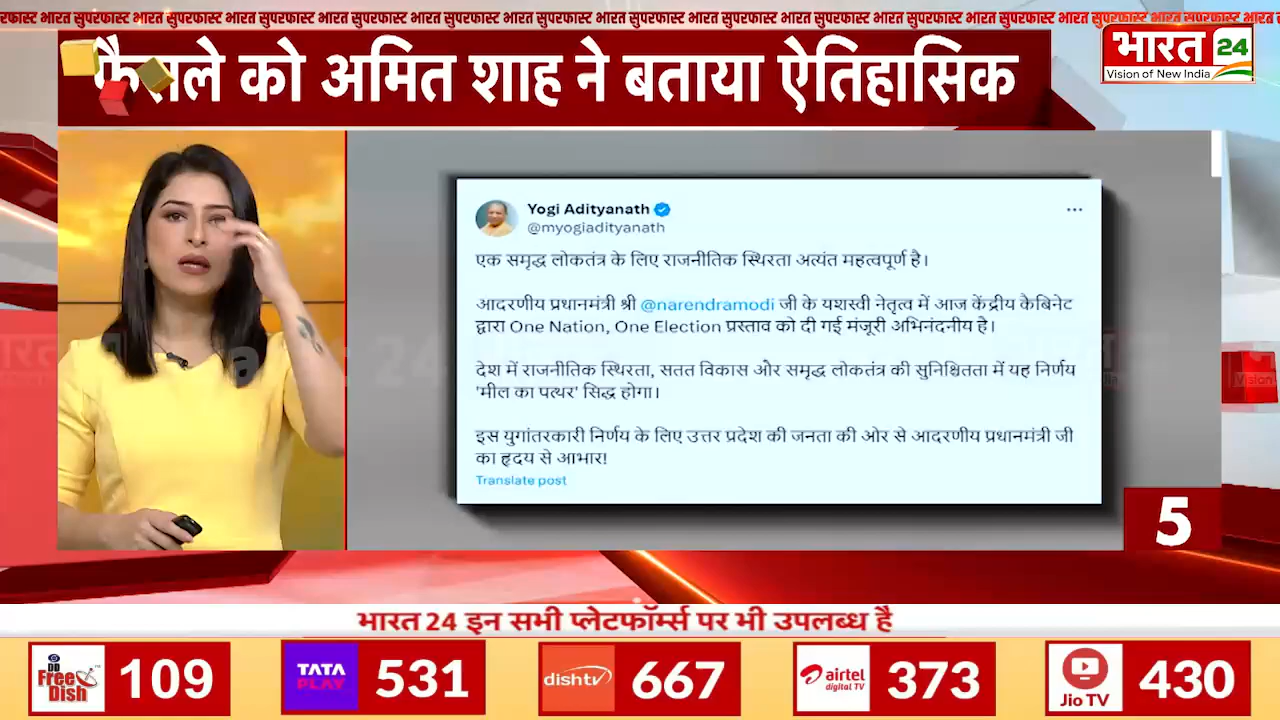 भारत सुपरफास्ट भारत सुपरफास्ट भारत सुपरफास्ट भारत सुपरफास्ट भारत सुपरफास्ट भारत सुपरफास्ट भारत सुपरफास्ट भारत सुपरफास्ट
को अमित शाह ने बताया ऐतिहासिक
भारत 24
Vision of New India
Yogi Adityanath
@myogiadityanath
एक समृद्ध लोकतंत्र के लिए राजनीतिक स्थिरता अत्यंत महत्वपूर्ण है।
आदरणीय प्रधानमंत्री श्री @narendramodi जी के यशस्वी नेतृत्व में आज केंद्रीय कैबिनेट
द्वारा One Nation, One Election प्रस्ताव को दी गई मंजूरी अभिनंदनीय है।
देश में राजनीतिक स्थिरता, सतत विकास और समृद्ध लोकतंत्र की सुनिश्चितता में यह निर्णय
'मील का पत्थर' सिद्ध होगा।
इस युगांतरकारी निर्णय के लिए उत्तर प्रदेश की जनता की ओर से आदरणीय प्रधानमंत्री जी
का हृदय से आभार!
Translate post
5
भारत 24 इन सभी प्लेटफॉर्म्स पर भी उपलब्ध है
DD Free Dish 109
TATA PLAY 531
dishtv 667
airtel digital TV 373
JioTV 430